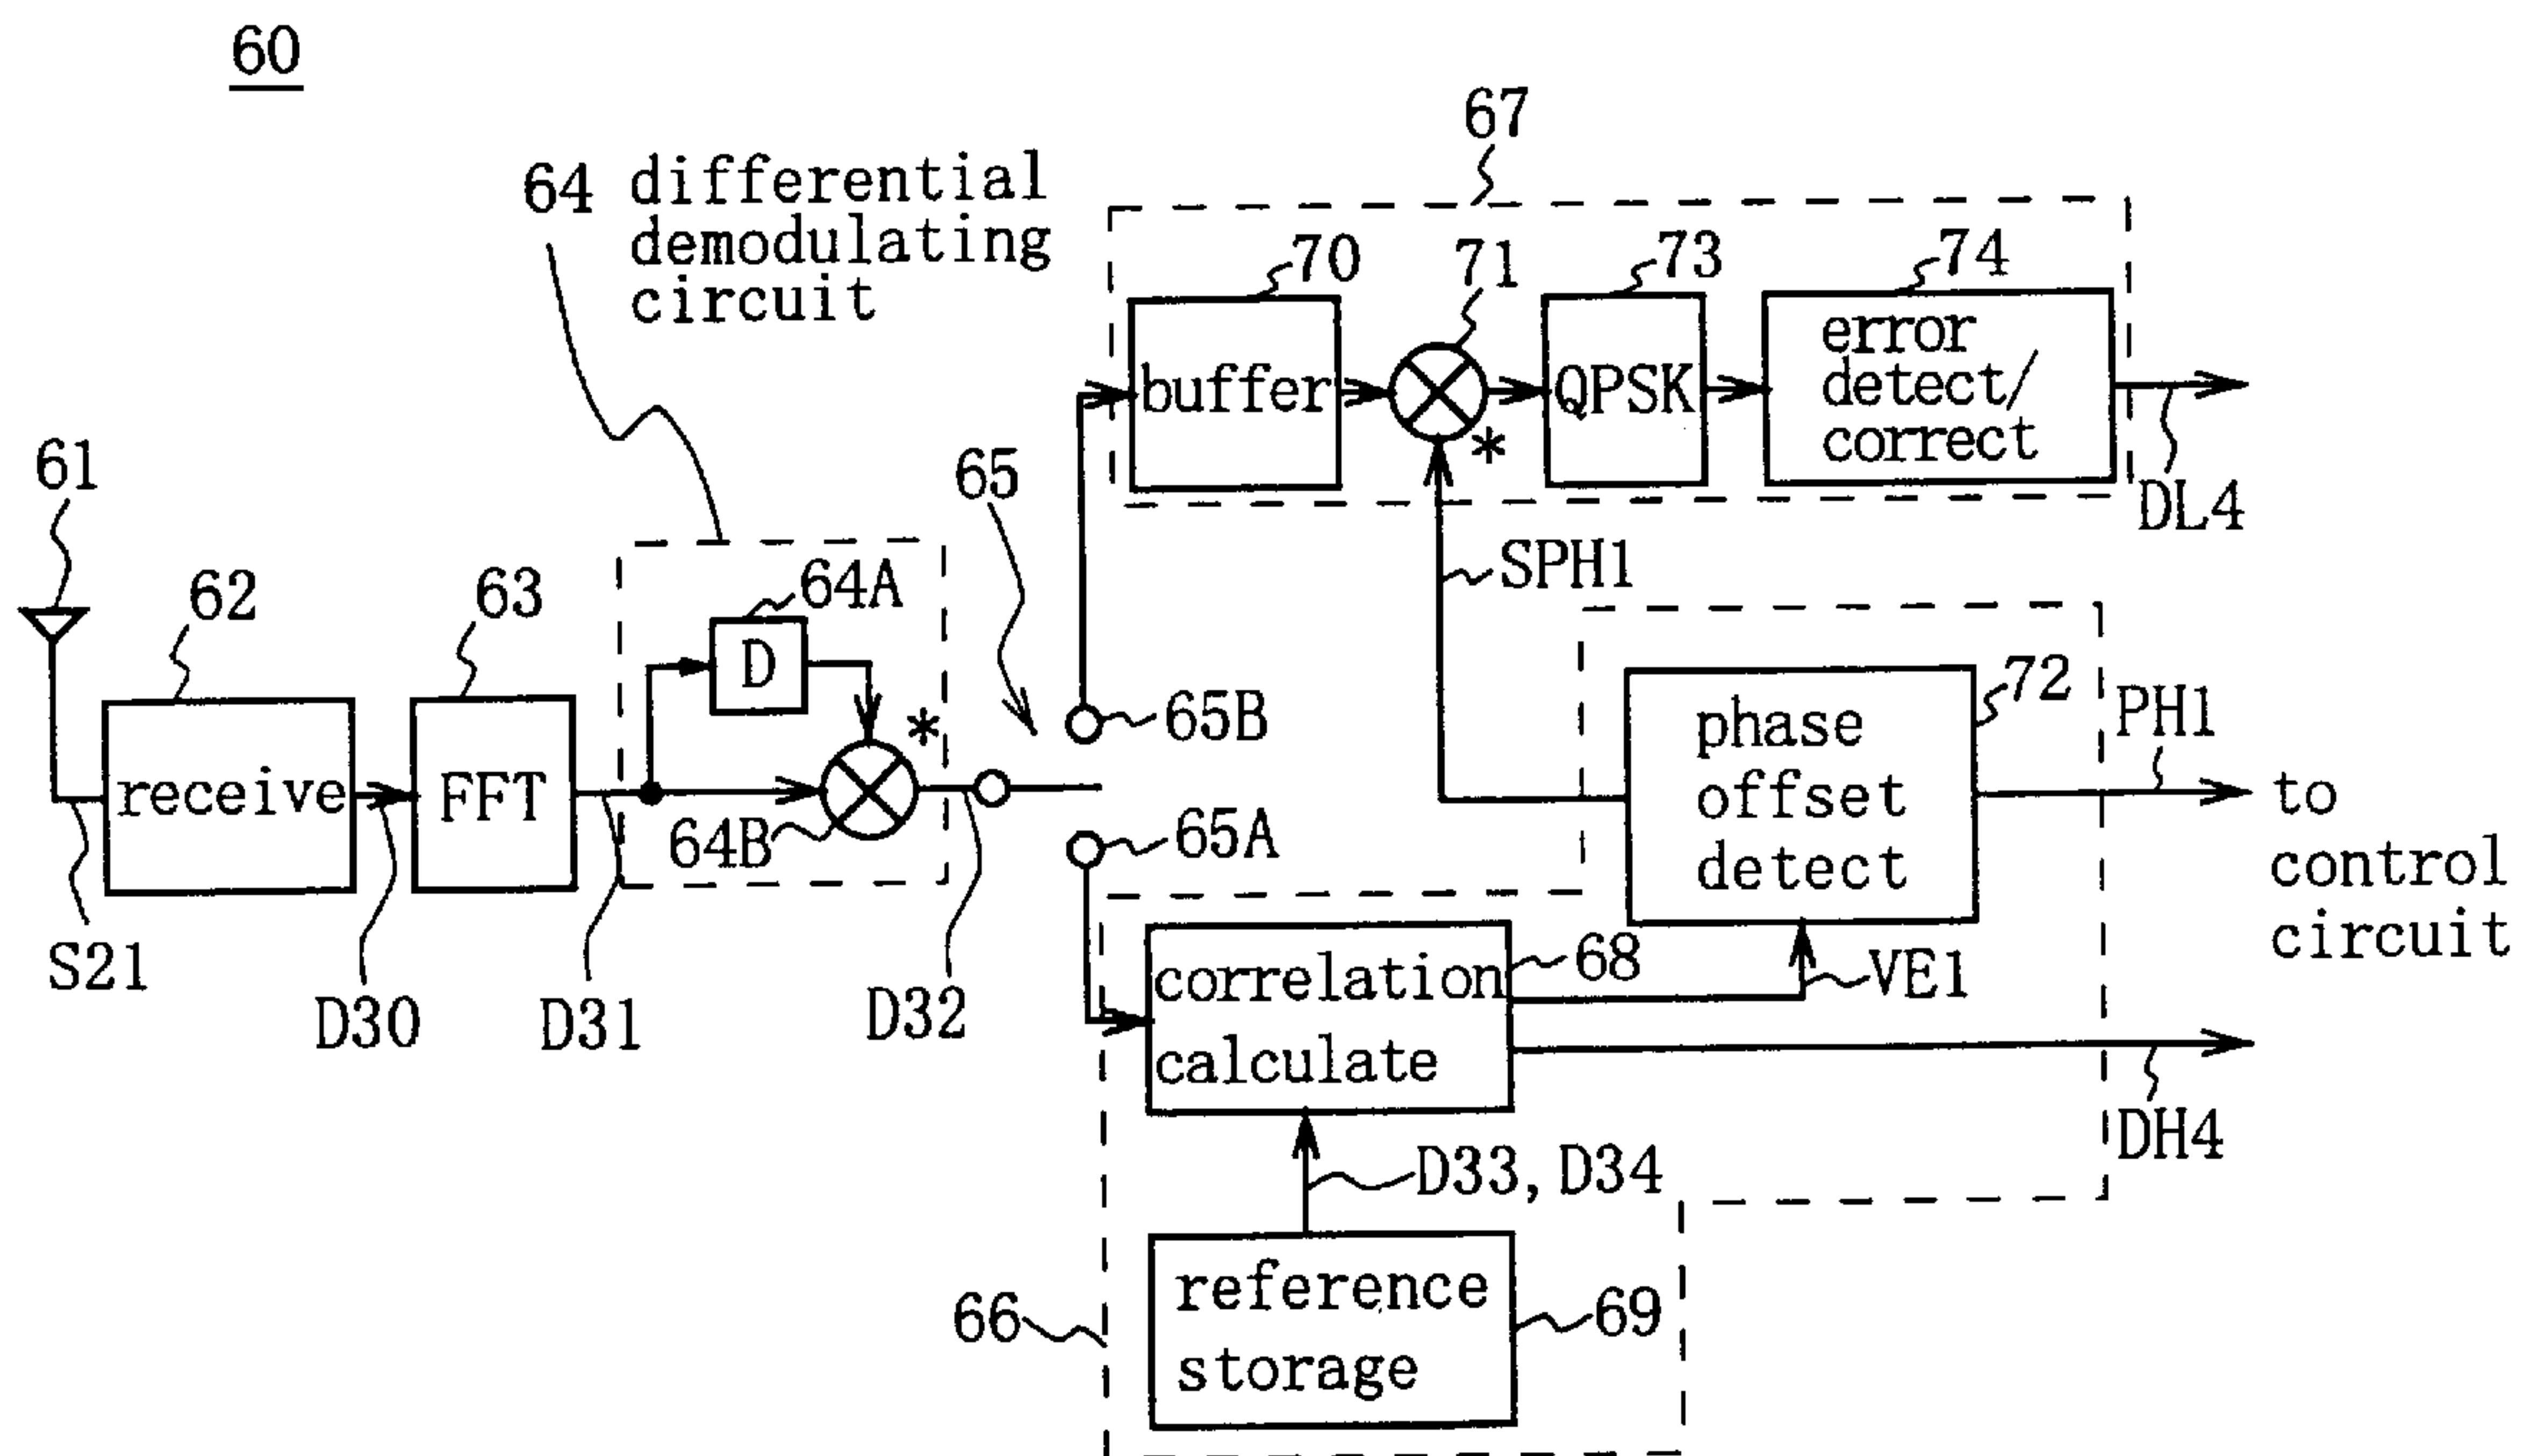 60
67
64 differential
demodulating
circuit
70
71
73
74
buffer
*
QPSK
error
detect/
correct
DL4
61
62
63
64A
D
*
65
SPH1
65B
receive
FFT
64B
65A
phase
offset
detect
72
PH1
to
control
circuit
S21
D30
D31
D32
correlation
calculate
68
VE1
DH4
D33, D34
66
reference
storage
69